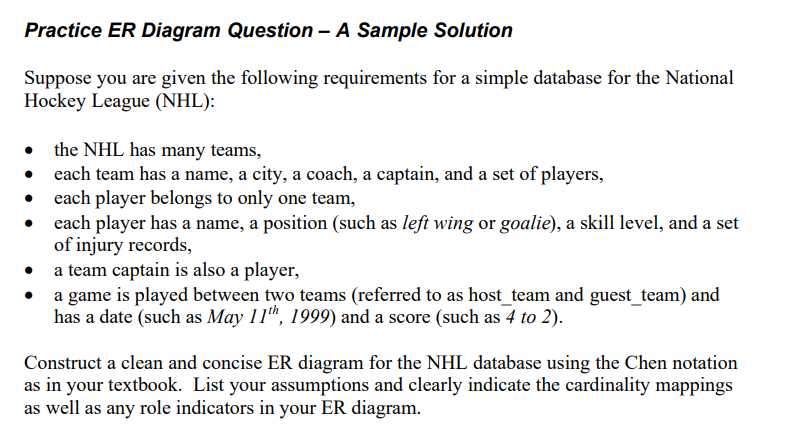 Practice ER Diagram Question – A Sample Solution
Suppose you are given the following requirements for a simple database for the National
Hockey League (NHL):
• the NHL has many teams,
• each team has a name, a city, a coach, a captain, and a set of players,
• each player belongs to only one team,
• each player has a name, a position (such as left wing or goalie), a skill level, and a set
of injury records,
• a team captain is also a player,
• a game is played between two teams (referred to as host_team and guest_team) and
has a date (such as May 11th, 1999) and a score (such as 4 to 2).
Construct a clean and concise ER diagram for the NHL database using the Chen notation
as in your textbook. List your assumptions and clearly indicate the cardinality mappings
as well as any role indicators in your ER diagram.